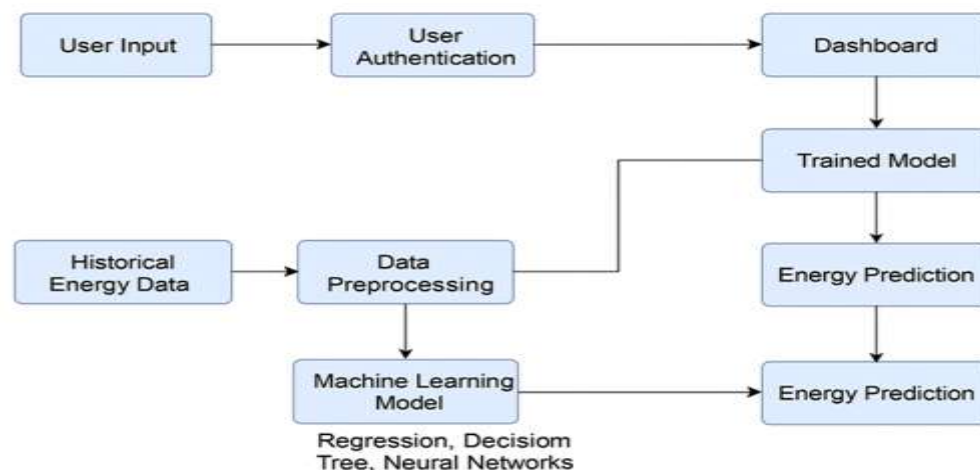 User Input
User
Authentication
Dashboard
Trained Model
Historical
Energy Data
Data
Preprocessing
Energy Prediction
Machine Learning
Model
Energy Prediction
Regression, Decisiom
Tree, Neural Networks